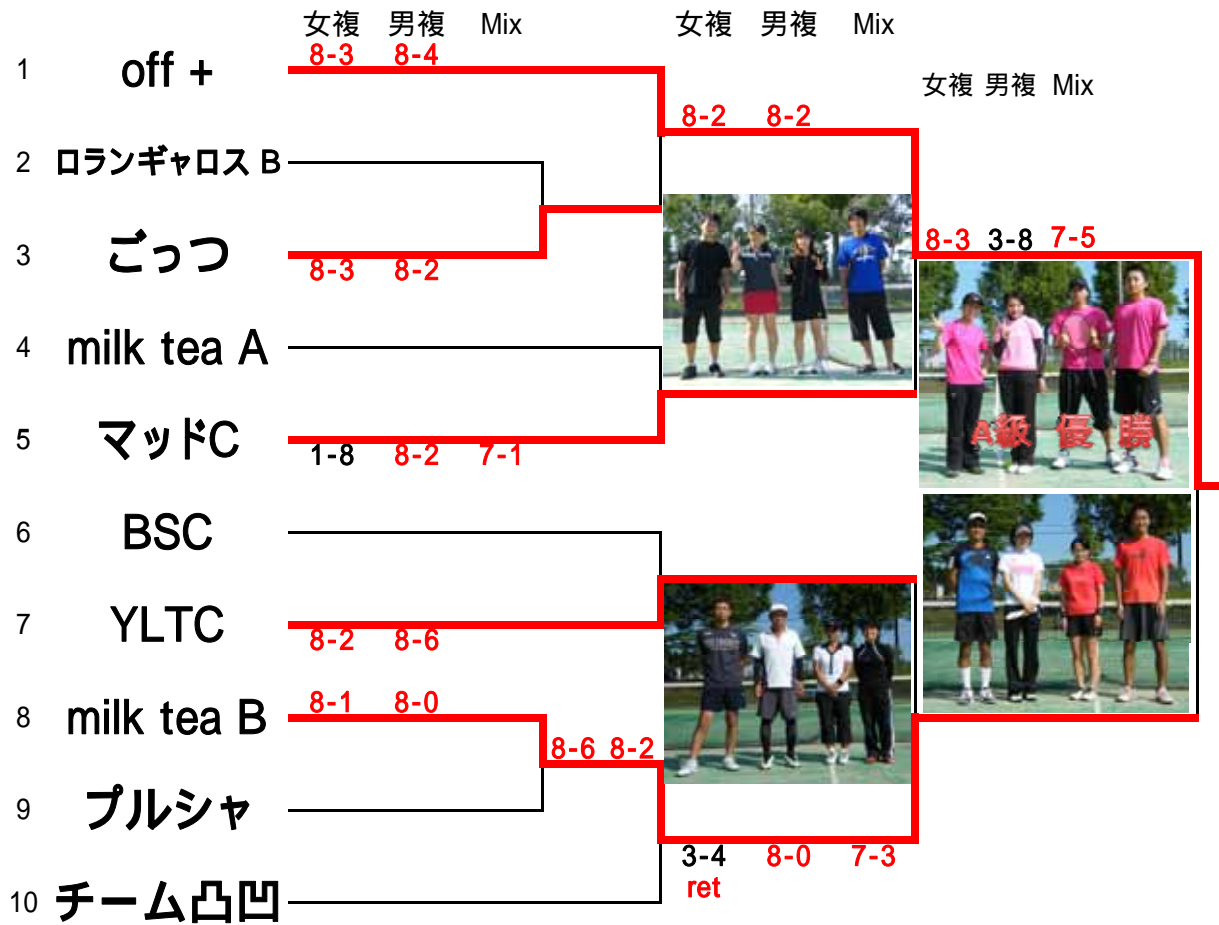 女複 男複 Mix 女複 男複 Mix
8-3 8-4
1 off +
女複 男複 Mix
8-2 8-2
2 ロランギャロス B
8-3 3-8 7-5
3 ごっつ
8-3 8-2
4 milk tea A
A級 優 勝
5 マッドC
1-8 8-2 7-1
6 BSC
7 YLTC
8-2 8-6
8-1 8-0
8 milk tea B
8-6 8-2
9 プルシャ
3-4 8-0 7-3
ret
10 チーム凸凹